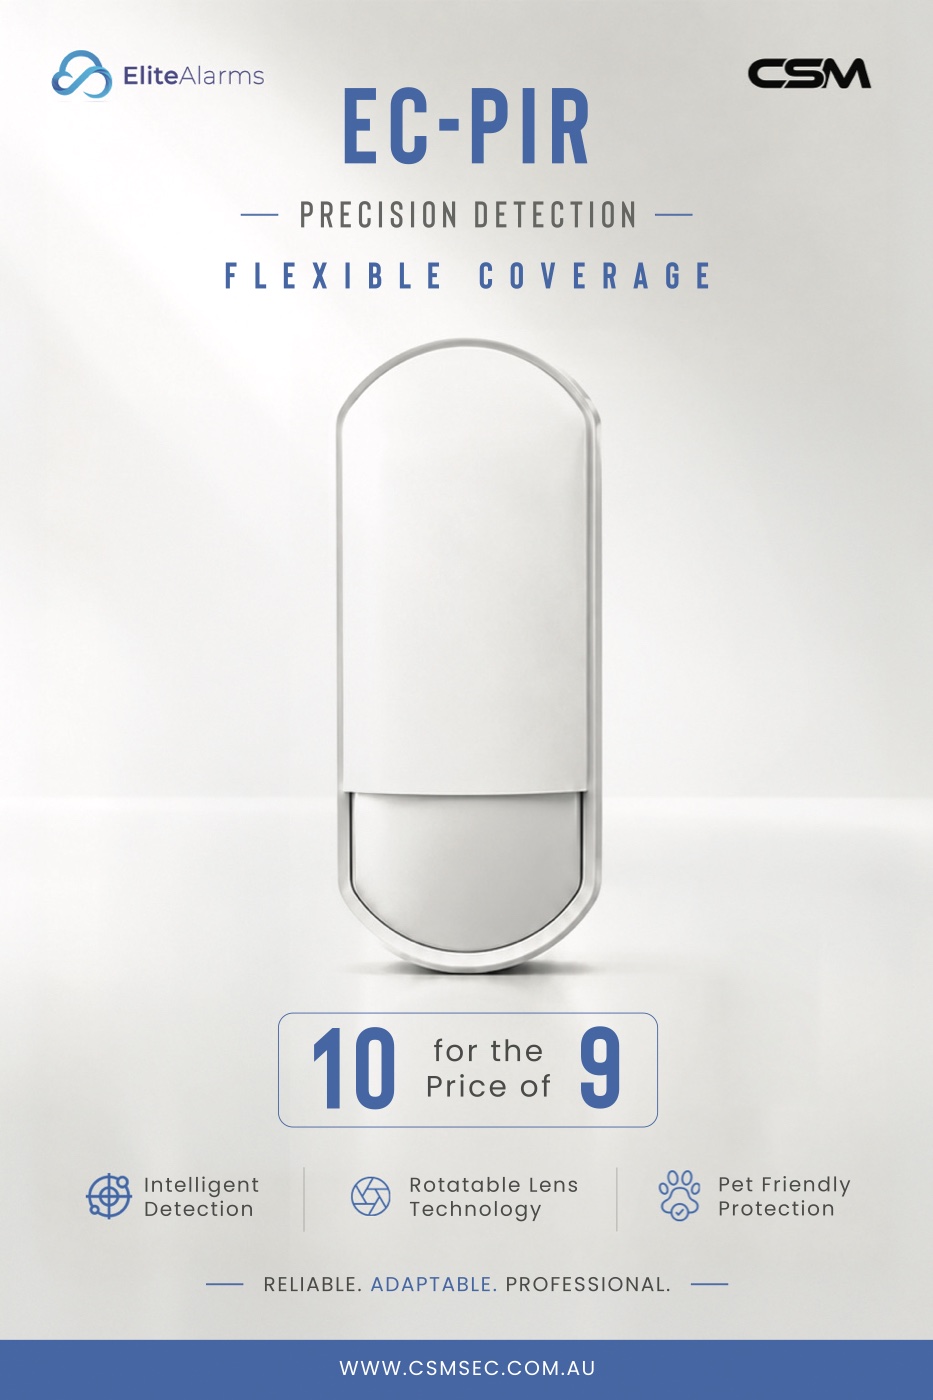 EliteAlarms
CSM
EC-PIR
PRECISION DETECTION
FLEXIBLE COVERAGE
10 for the Price of 9
Intelligent
Detection
Rotatable Lens
Technology
Pet Friendly
Protection
RELIABLE. ADAPTABLE. PROFESSIONAL.
WWW.CSMSEC.COM.AU